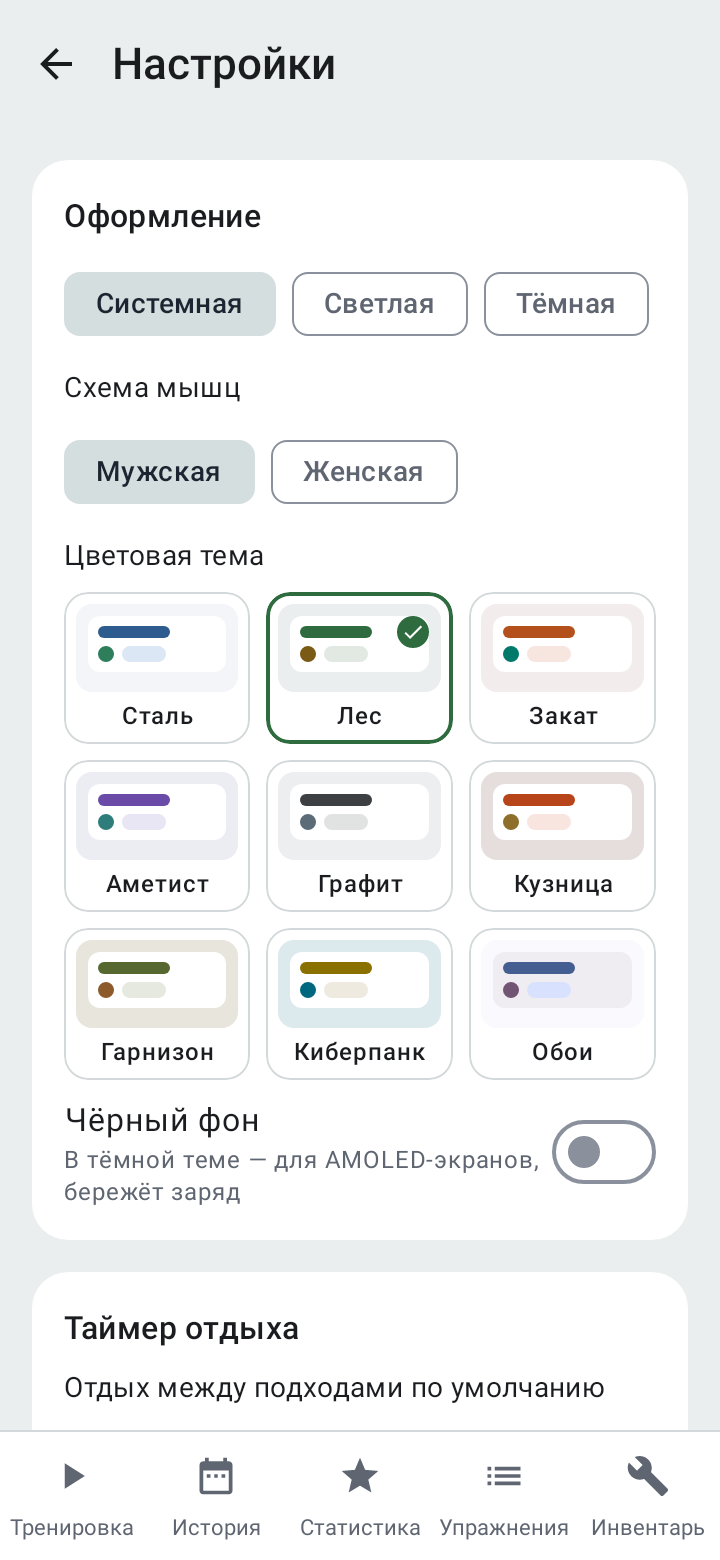 Настройки
Оформление
Системная Светлая Тёмная
Схема мышц
Мужская Женская
Цветовая тема
Сталь Лес Закат
Аметист Графит Кузница
Гарнизон Киберпанк Обои
Чёрный фон
В тёмной теме — для AMOLED-экранов,
бережёт заряд
Таймер отдыха
Отдых между подходами по умолчанию
Тренировка История Статистика Упражнения Инвентарь